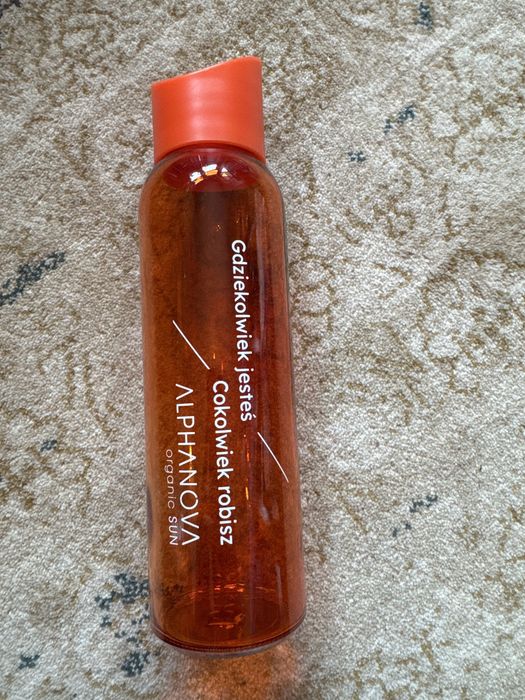 Gdziekolwiek jesteś
Cokolwiek robisz
ALPHANOVA
organic SUN